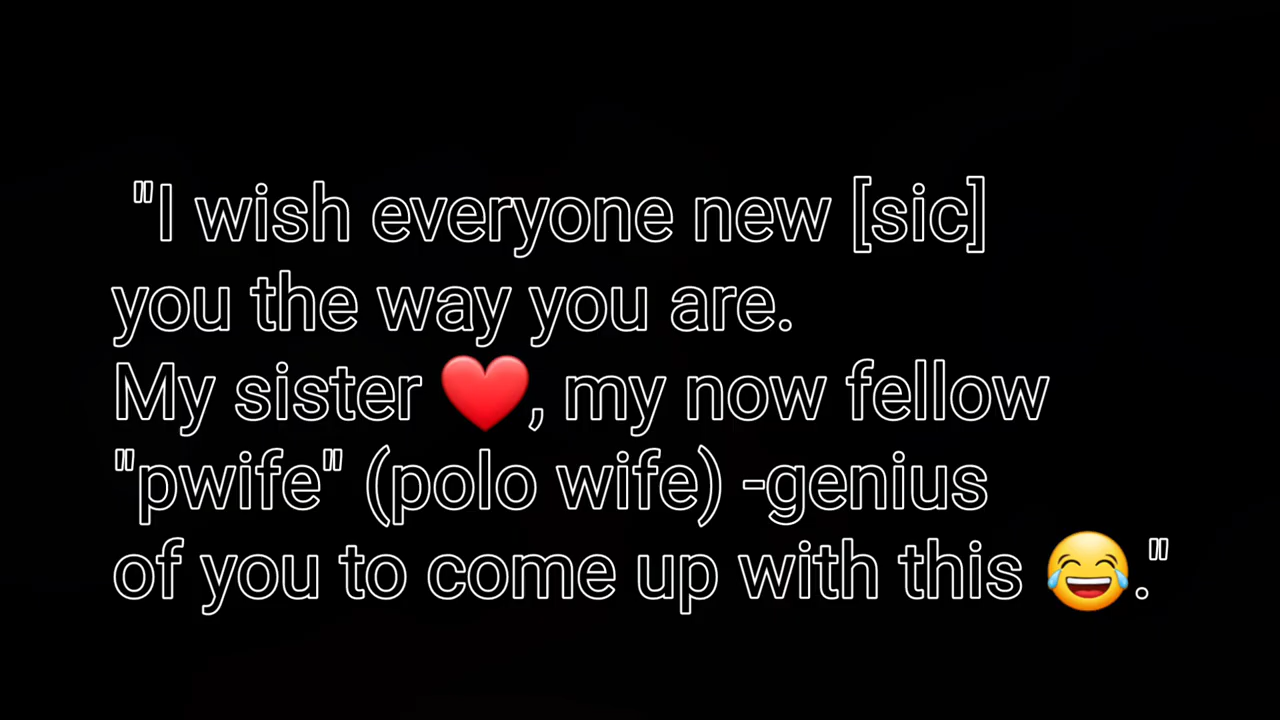 "I wish everyone new [sic]
you the way you are.
My sister ❤️, my now fellow
"pwife" (polo wife) -genius
of you to come up with this 😂."